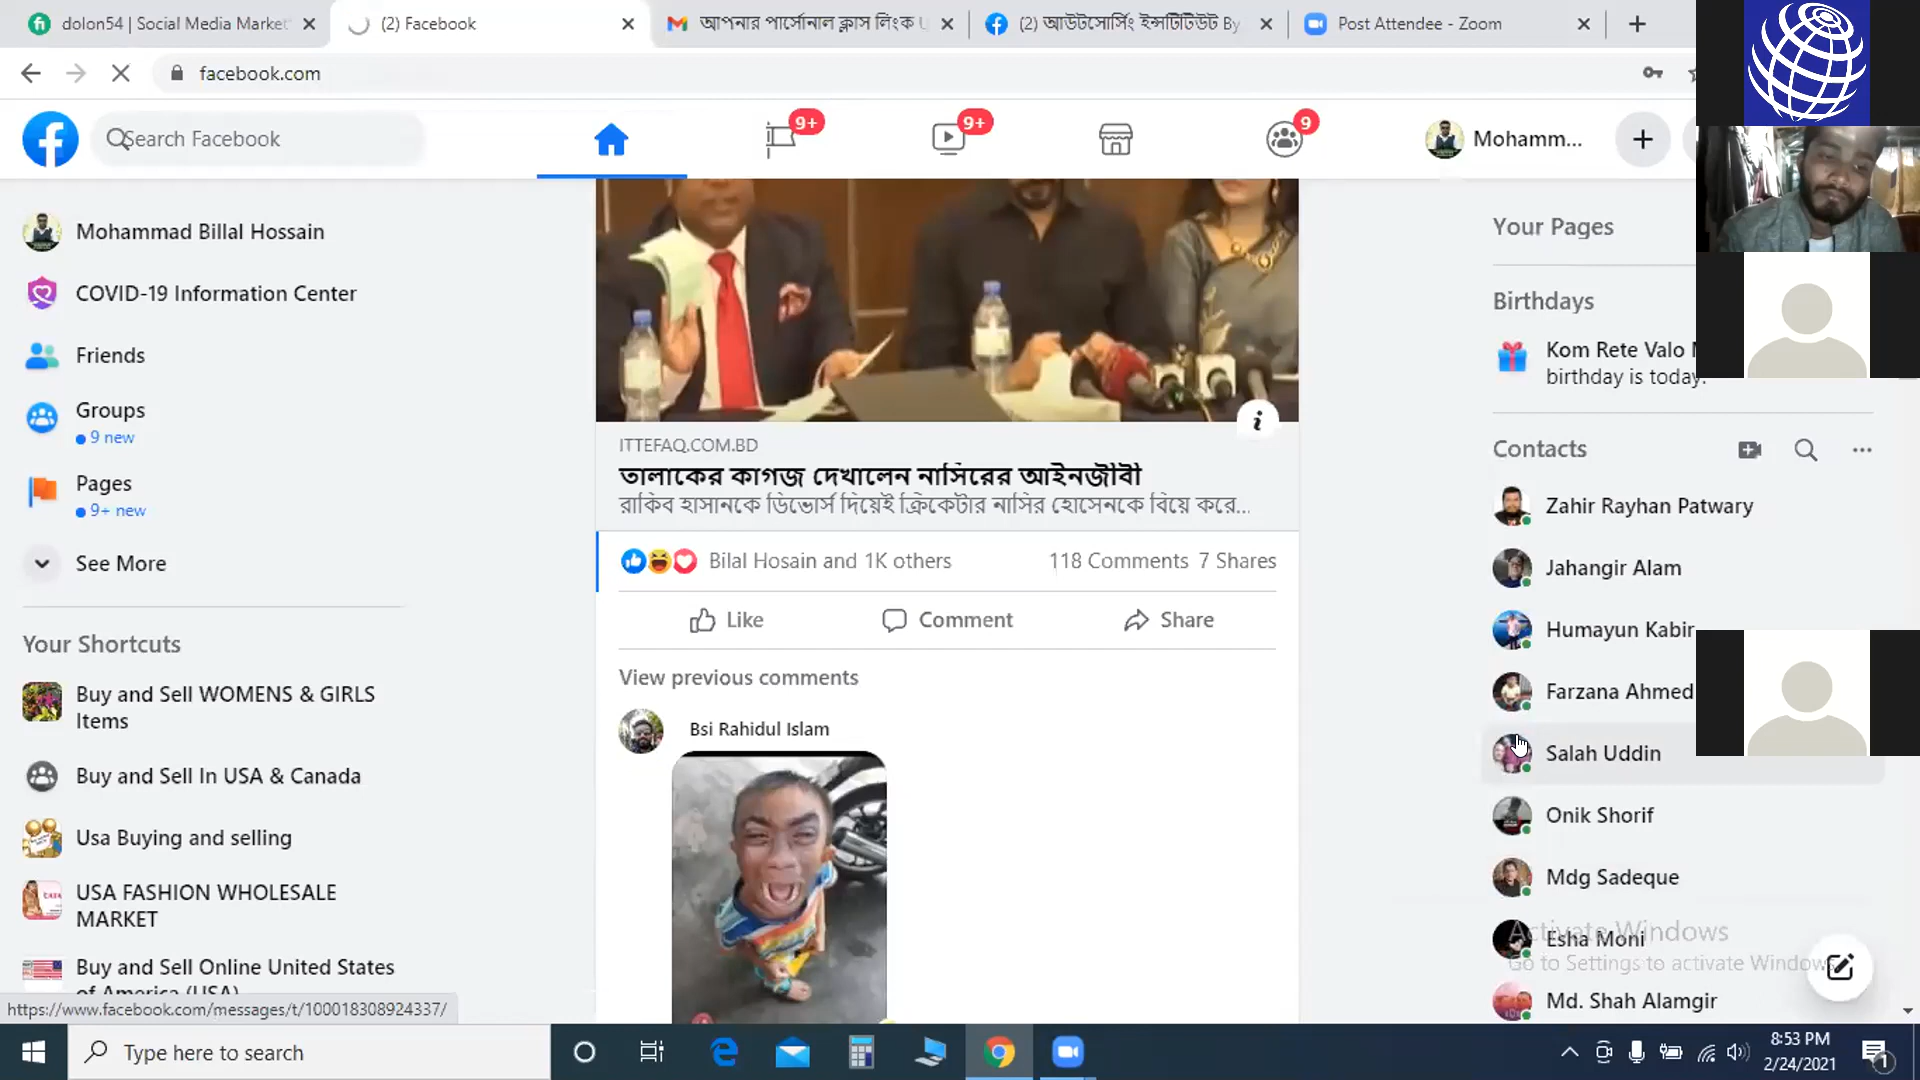 dolon54 | Social Media Market
(2) Facebook
আপনার পার্সোনাল ক্লাস লিংক
(2) আউটসোর্সিং ইন্সটিটিউট By
Post Attendee - Zoom
facebook.com
Search Facebook
9+
9+
9
Mohamm...
Mohammad Billal Hossain
COVID-19 Information Center
Friends
Groups
9 new
Pages
9+ new
See More
Your Shortcuts
Buy and Sell WOMENS & GIRLS
Items
Buy and Sell In USA & Canada
Usa Buying and selling
USA FASHION WHOLESALE
MARKET
Buy and Sell Online United States
of America (USA)
https://www.facebook.com/messages/t/100018308924337/
ITTEFAQ.COM.BD
তালাকের কাগজ দেখালেন নাসিরের আইনজীবী
রাকিব হাসানকে ডিভোর্স দিয়েই ক্রিকেটার নাসির হোসেনকে বিয়ে করে...
Bilal Hosain and 1K others
118 Comments 7 Shares
Like
Comment
Share
View previous comments
Bsi Rahidul Islam
Your Pages
Birthdays
Kom Rete Valo
birthday is today.
Contacts
Zahir Rayhan Patwary
Jahangir Alam
Humayun Kabir
Farzana Ahmed
Salah Uddin
Onik Shorif
Mdg Sadeque
Esha Moni
Md. Shah Alamgir
Activate Windows
Go to Settings to activate Windows.
Type here to search
8:53 PM
2/24/2021
1